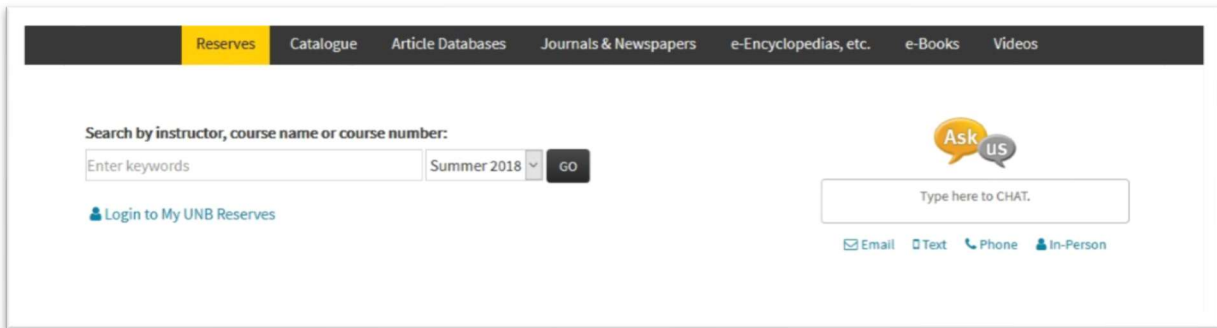 Reserves Catalogue Article Databases Journals & Newspapers e-Encyclopedias, etc. e-Books Videos
Search by instructor, course name or course number:
Enter keywords Summer 2018 GO
Login to My UNB Reserves
Ask us
Type here to CHAT.
Email Text Phone In-Person